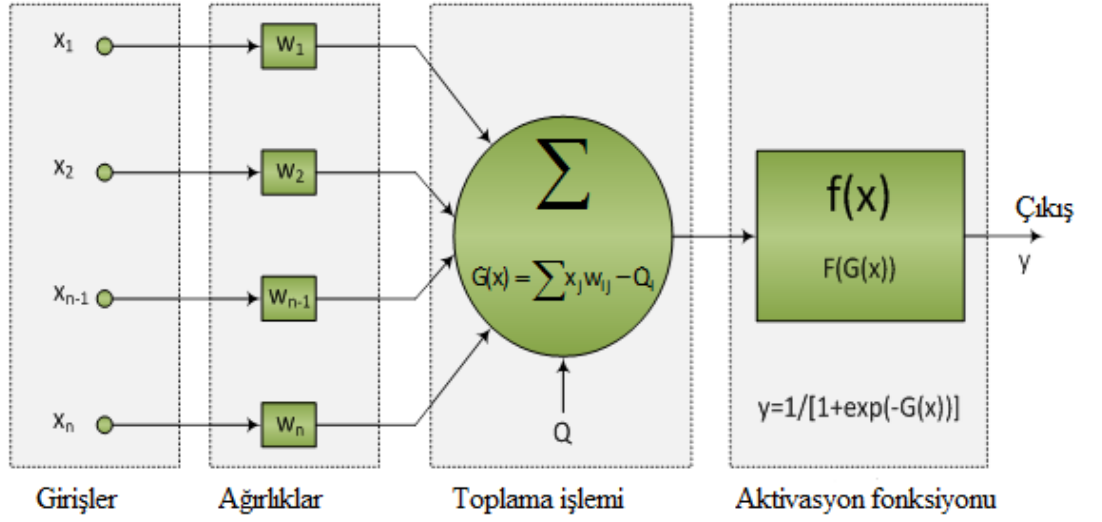 x₁
w₁
x₂
w₂
xₙ₋₁
wₙ₋₁
xₙ
wₙ
∑
G(x) = ∑xⱼwᵢⱼ − Qᵢ
Q
f(x)
F(G(x))
y=1/[1+exp(-G(x))]
Çıkış
y
Girişler
Ağırlıklar
Toplama işlemi
Aktivasyon fonksiyonu